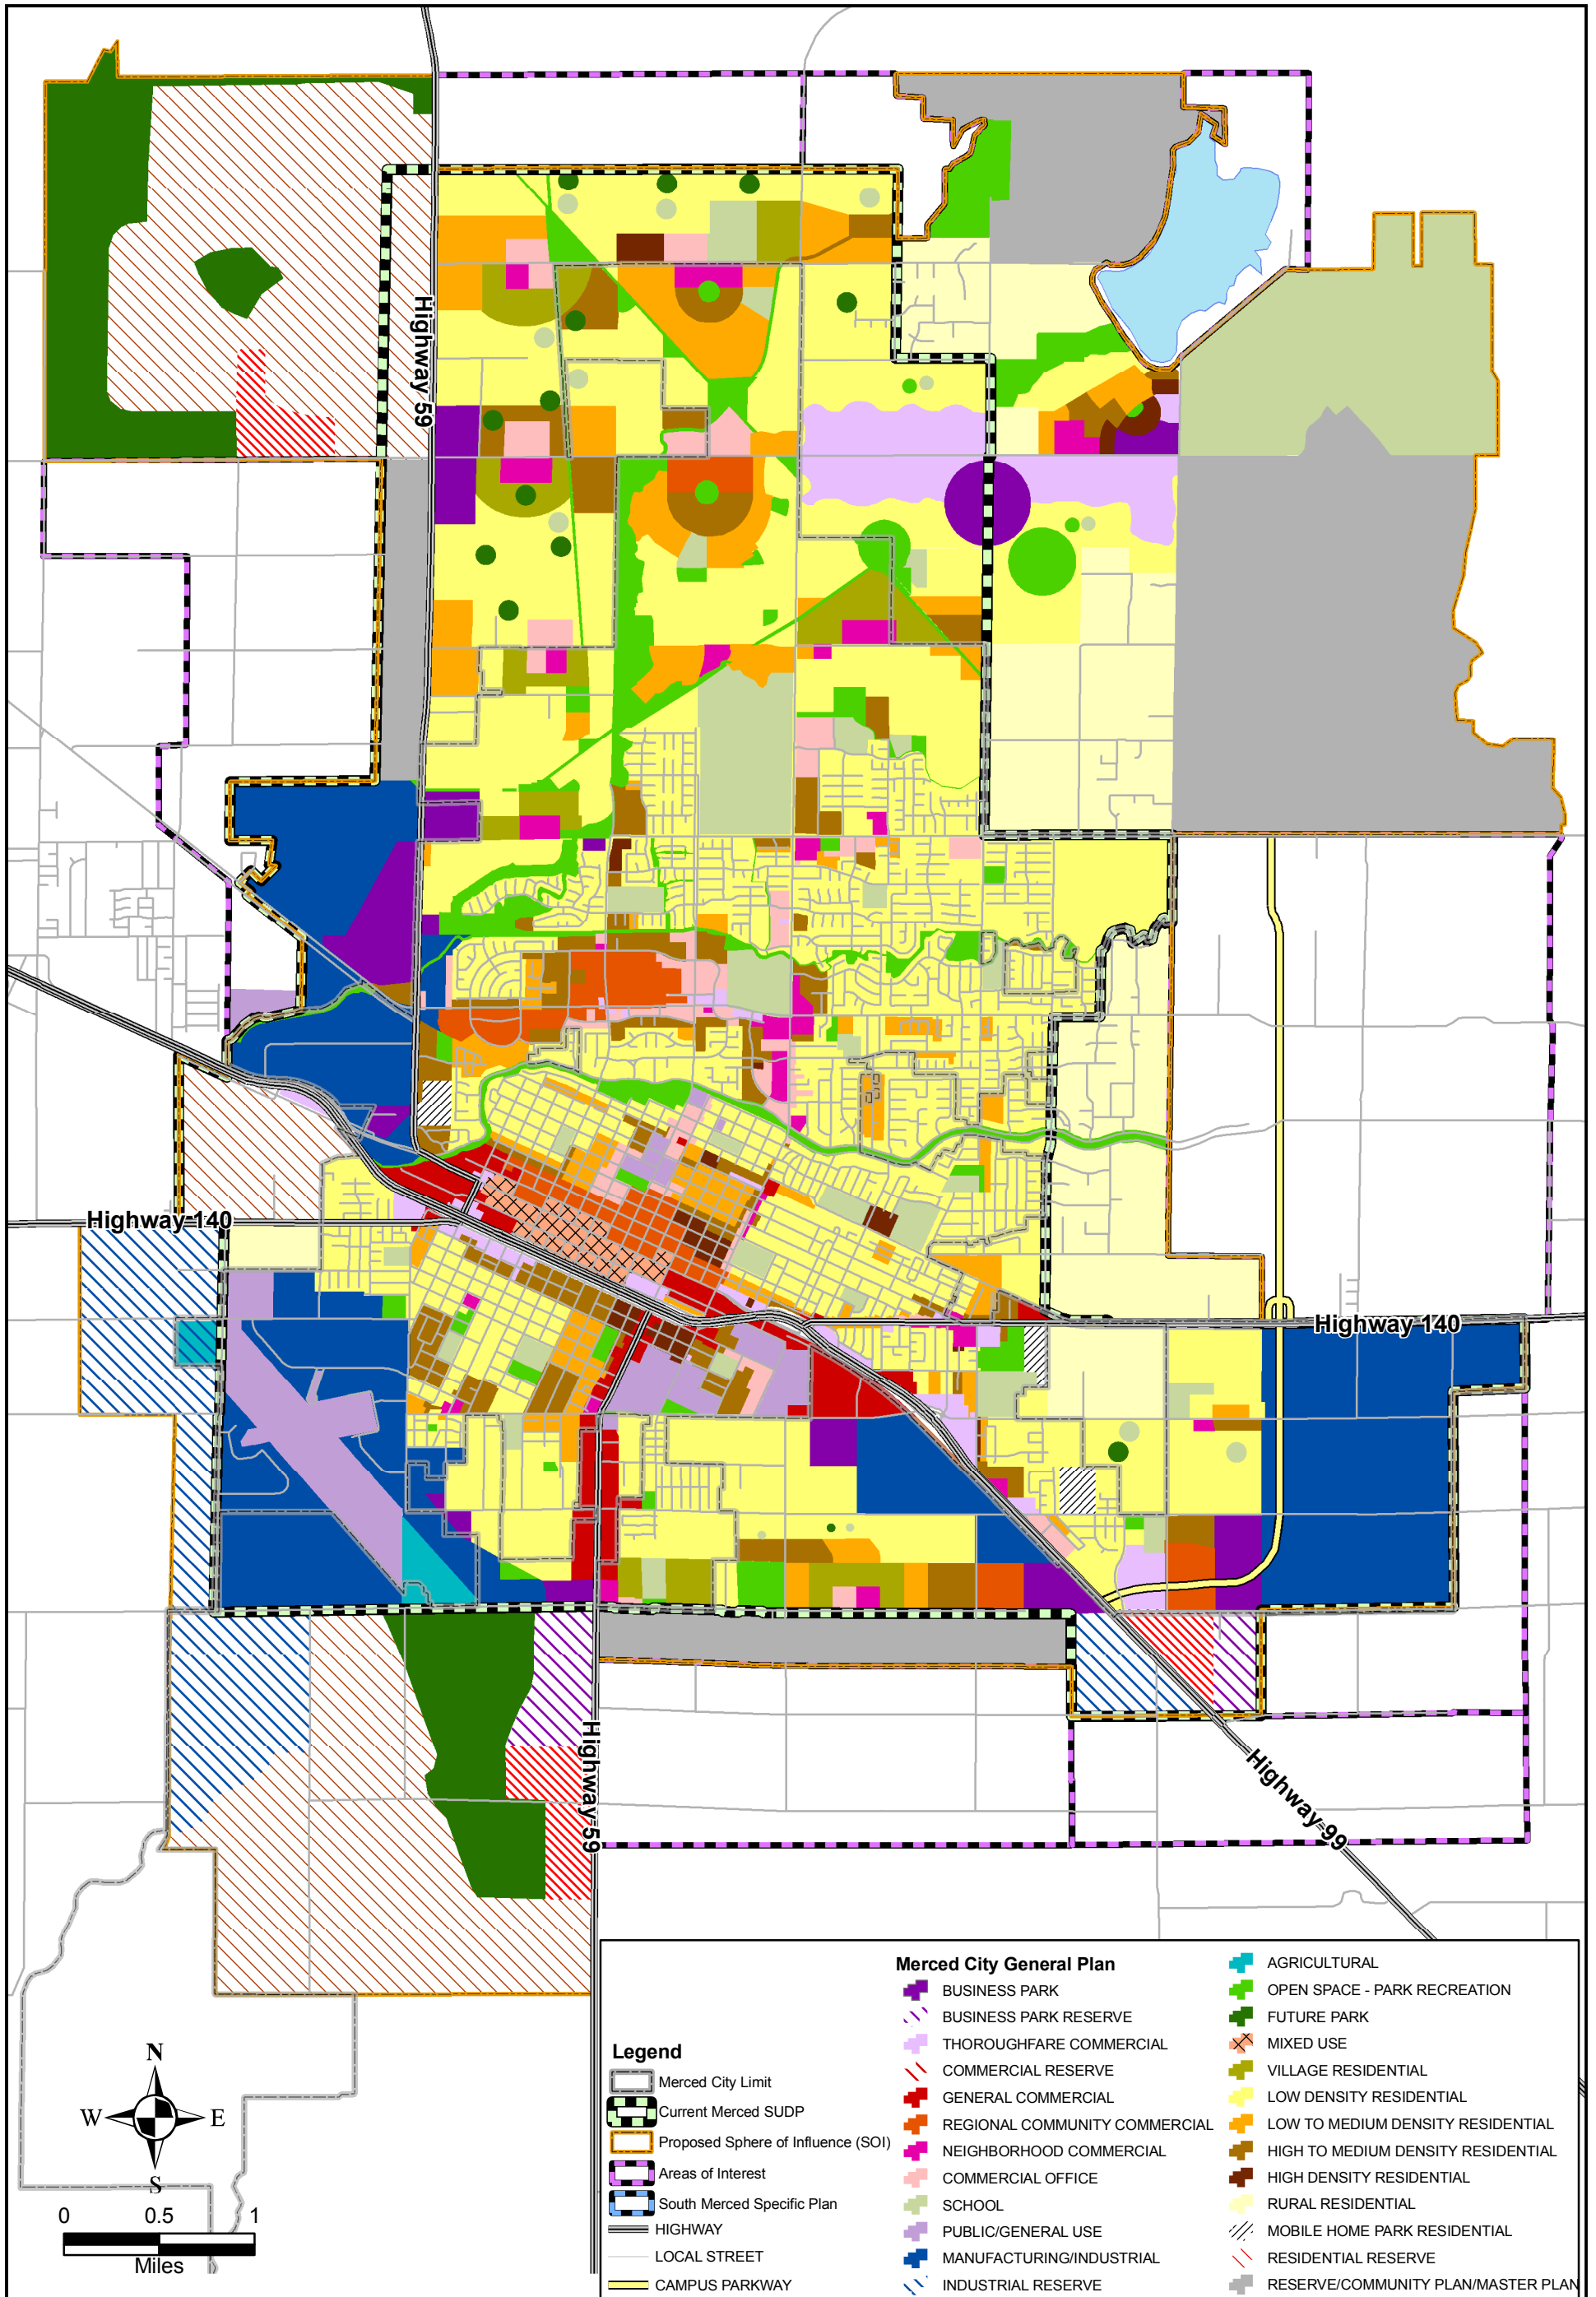 Highway 59
Highway 140
Highway 140
Highway 59
Highway 99
N
W
E
S
0 0.5 1
Miles
Legend
Merced City Limit
Current Merced SUDP
Proposed Sphere of Influence (SOI)
Areas of Interest
South Merced Specific Plan
HIGHWAY
LOCAL STREET
CAMPUS PARKWAY
Merced City General Plan
BUSINESS PARK
BUSINESS PARK RESERVE
THOROUGHFARE COMMERCIAL
COMMERCIAL RESERVE
GENERAL COMMERCIAL
REGIONAL COMMUNITY COMMERCIAL
NEIGHBORHOOD COMMERCIAL
COMMERCIAL OFFICE
SCHOOL
PUBLIC/GENERAL USE
MANUFACTURING/INDUSTRIAL
INDUSTRIAL RESERVE
AGRICULTURAL
OPEN SPACE - PARK RECREATION
FUTURE PARK
MIXED USE
VILLAGE RESIDENTIAL
LOW DENSITY RESIDENTIAL
LOW TO MEDIUM DENSITY RESIDENTIAL
HIGH TO MEDIUM DENSITY RESIDENTIAL
HIGH DENSITY RESIDENTIAL
RURAL RESIDENTIAL
MOBILE HOME PARK RESIDENTIAL
RESIDENTIAL RESERVE
RESERVE/COMMUNITY PLAN/MASTER PLAN